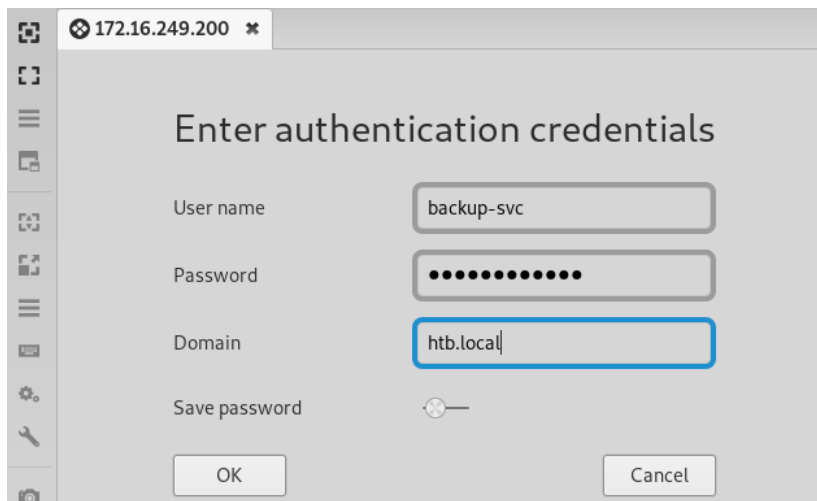 172.16.249.200
Enter authentication credentials
User name
backup-svc
Password
●●●●●●●●●●●●
Domain
htb.local
Save password
OK
Cancel